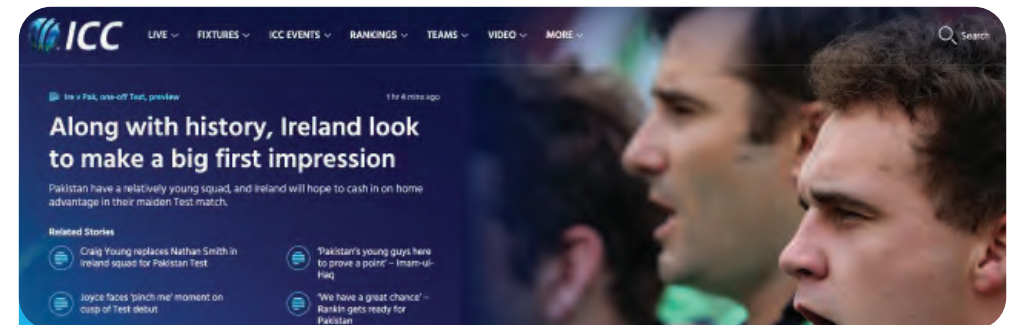 ICC
LIVE FIXTURES ICC EVENTS RANKINGS TEAMS VIDEO MORE Search
Ire v Pak, one-off Test, preview 1 hr 4 mins ago
Along with history, Ireland look
to make a big first impression
Pakistan have a relatively young squad, and Ireland will hope to cash in on home
advantage in their maiden Test match.
Related Stories
Craig Young replaces Nathan Smith in
Ireland squad for Pakistan Test
'Pakistan's young guys here
to prove a point' – Imam-ul-
Haq
Joyce faces 'pinch me' moment on
cusp of Test debut
'We have a great chance' –
Rankin gets ready for
Pakistan